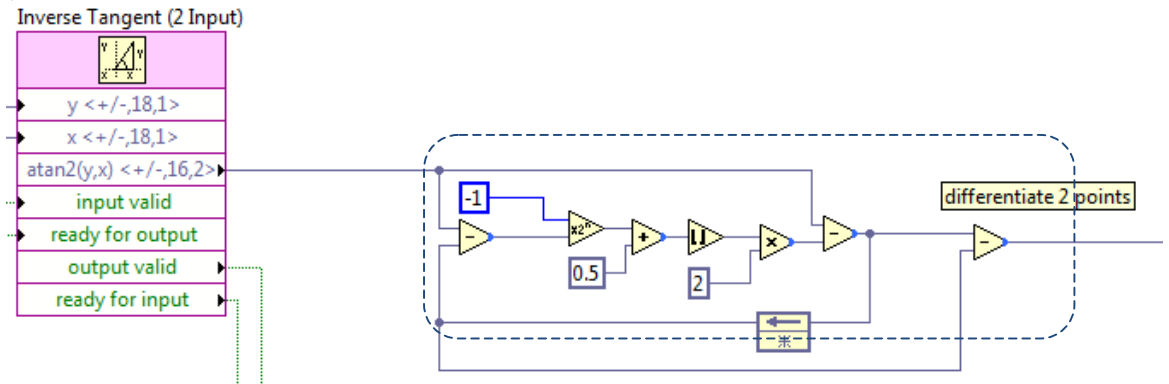 Inverse Tangent (2 Input)
y <+/-,18,1>
x <+/-,18,1>
atan2(y,x) <+/-,16,2>
input valid
ready for output
output valid
ready for input
-1
x2ⁿ
+
0.5
2
x
-
-
-
differentiate 2 points